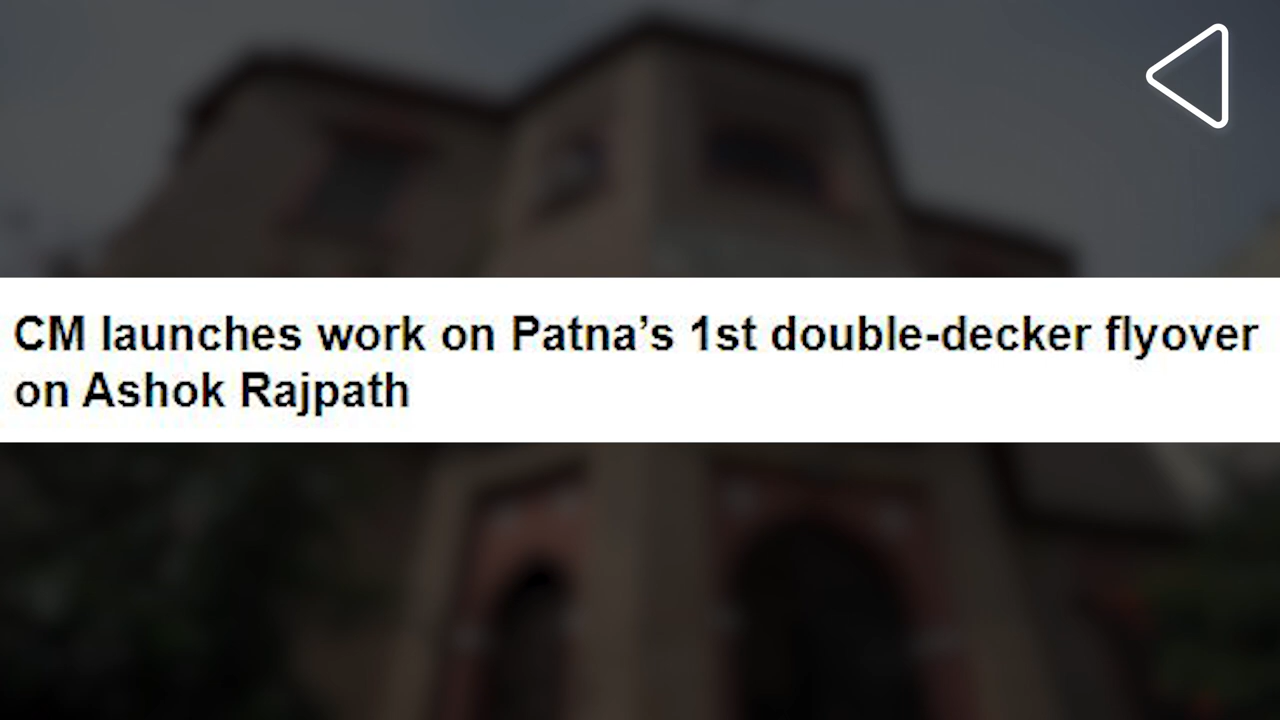 CM launches work on Patna’s 1st double-decker flyover
on Ashok Rajpath